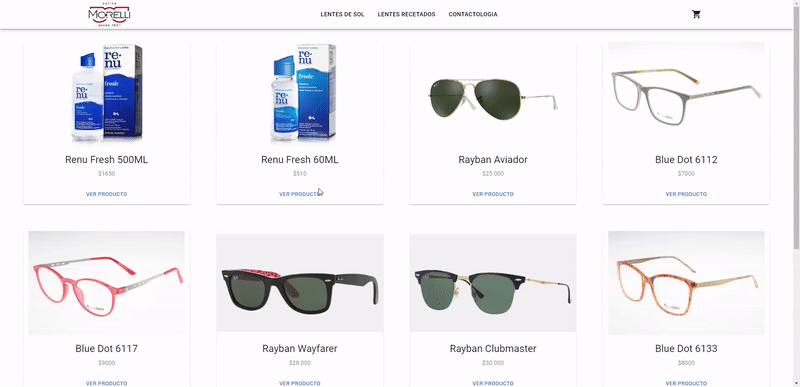 OPTICA
MORELLI
DESDE 1921
LENTES DE SOL
LENTES RECETADOS
CONTACTOLOGIA
re-nu
fresh
re-nu
fresh
Renu Fresh 500ML
$1650
VER PRODUCTO
Renu Fresh 60ML
$510
VER PRODUCTO
Rayban Aviador
$25.000
VER PRODUCTO
Blue Dot 6112
$7000
VER PRODUCTO
Blue Dot 6117
$9000
VER PRODUCTO
Rayban Wayfarer
$28.000
VER PRODUCTO
Rayban Clubmaster
$30.000
VER PRODUCTO
Blue Dot 6133
$8000
VER PRODUCTO